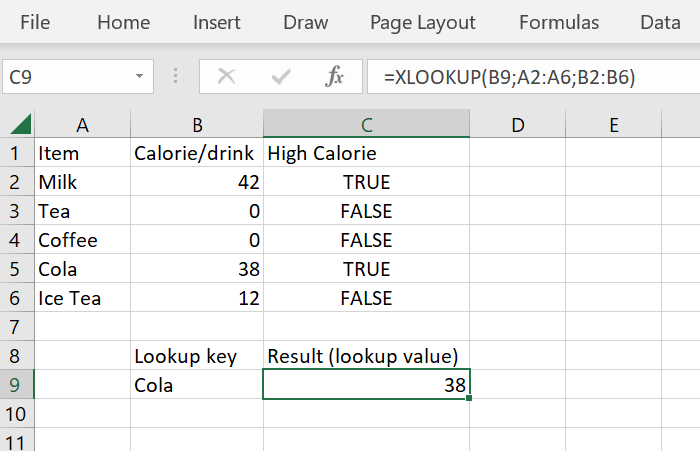 File Home Insert Draw Page Layout Formulas Data
C9 fx =XLOOKUP(B9;A2:A6;B2:B6)
A B C D E
1 Item Calorie/drink High Calorie
2 Milk 42 TRUE
3 Tea 0 FALSE
4 Coffee 0 FALSE
5 Cola 38 TRUE
6 Ice Tea 12 FALSE
7
8 Lookup key Result (lookup value)
9 Cola 38
10
11